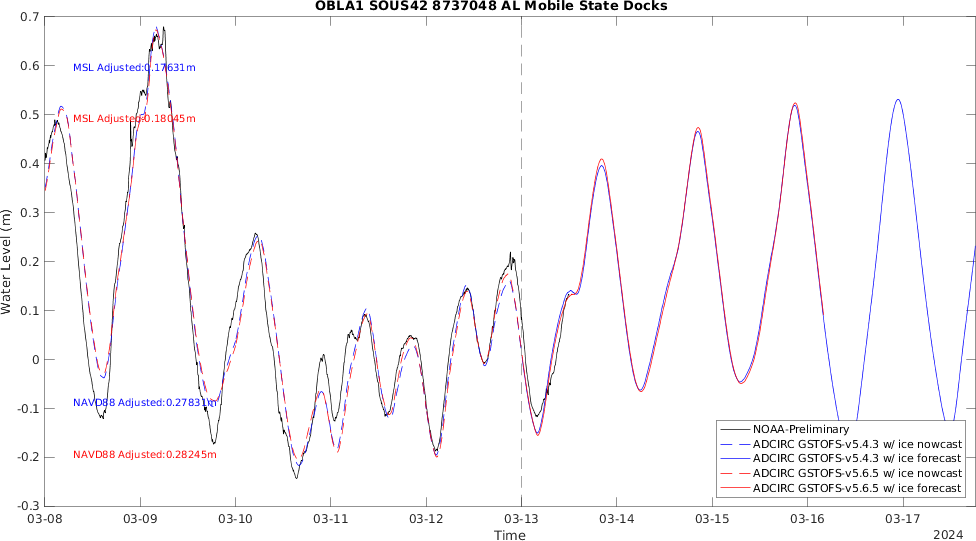 OBLA1 SOUS42 8737048 AL Mobile State Docks
0.7
0.6
0.5
0.4
0.3
0.2
0.1
0
-0.1
-0.2
-0.3
Water Level (m)
MSL Adjusted:0.17631m
MSL Adjusted:0.18045m
NAVD88 Adjusted:0.27831m
NAVD88 Adjusted:0.28245m
NOAA-Preliminary
ADCIRC GSTOFS-v5.4.3 w/ ice nowcast
ADCIRC GSTOFS-v5.4.3 w/ ice forecast
ADCIRC GSTOFS-v5.6.5 w/ ice nowcast
ADCIRC GSTOFS-v5.6.5 w/ ice forecast
03-08 03-09 03-10 03-11 03-12 03-13 03-14 03-15 03-16 03-17
Time
2024